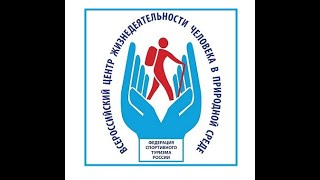 ВСЕРОССИЙСКИЙ ЦЕНТР ЖИЗНЕДЕЯТЕЛЬНОСТИ ЧЕЛОВЕКА В ПРИРОДНОЙ СРЕДЕ
ФЕДЕРАЦИЯ
СПОРТИВНОГО
ТУРИЗМА
РОССИИ